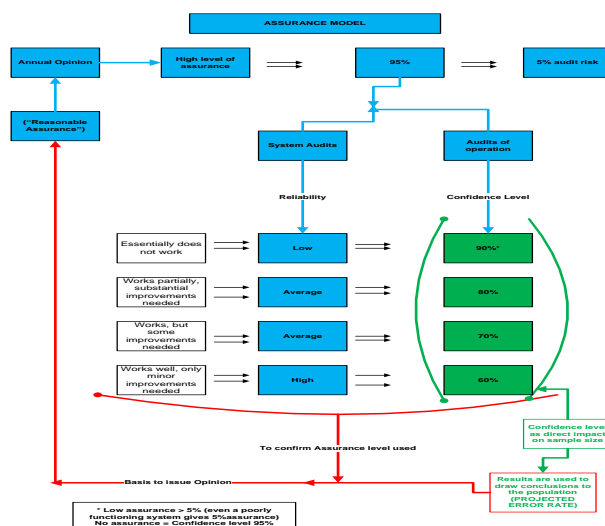 ASSURANCE MODEL
Annual Opinion
High level of
assurance
95%
5% audit risk
("Reasonable
Assurance")
System Audits
Audits of
operation
Reliability
Confidence Level
Essentially does
not work
Low
90%*
Works partially,
substantial
improvements
needed
Average
80%
Works, but
some
improvements
needed
Average
70%
Works well, only
minor
improvements
needed
High
60%
Confidence level
as direct impact
on sample size
To confirm Assurance level used
Basis to issue Opinion
Results are used to
draw conclusions to
the population
(PROJECTED
ERROR RATE)
* Low assurance > 5% (even a poorly
functioning system gives 5%assurance)
No assurance = Confidence level 95%